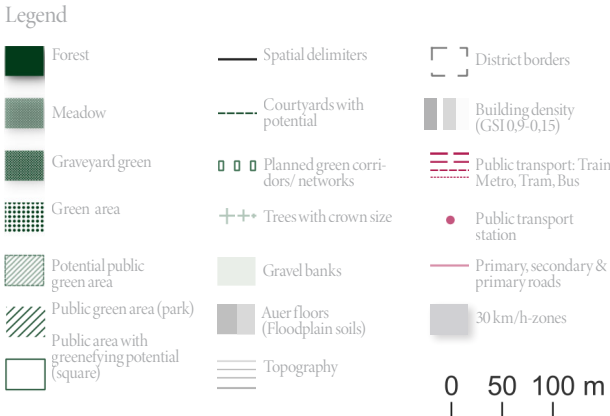 Legend
Forest
Meadow
Graveyard green
Green area
Potential public
green area
Public green area (park)
Public area with
greenefying potential
(square)
Spatial delimiters
Courtyards with
potential
Planned green corri-
dors/ networks
Trees with crown size
Gravel banks
Auer floors
(Floodplain soils)
Topography
District borders
Building density
(GSI 0,9-0,15)
Public transport: Train
Metro, Tram, Bus
Public transport
station
Primary, secondary &
primary roads
30 km/h-zones
0 50 100 m